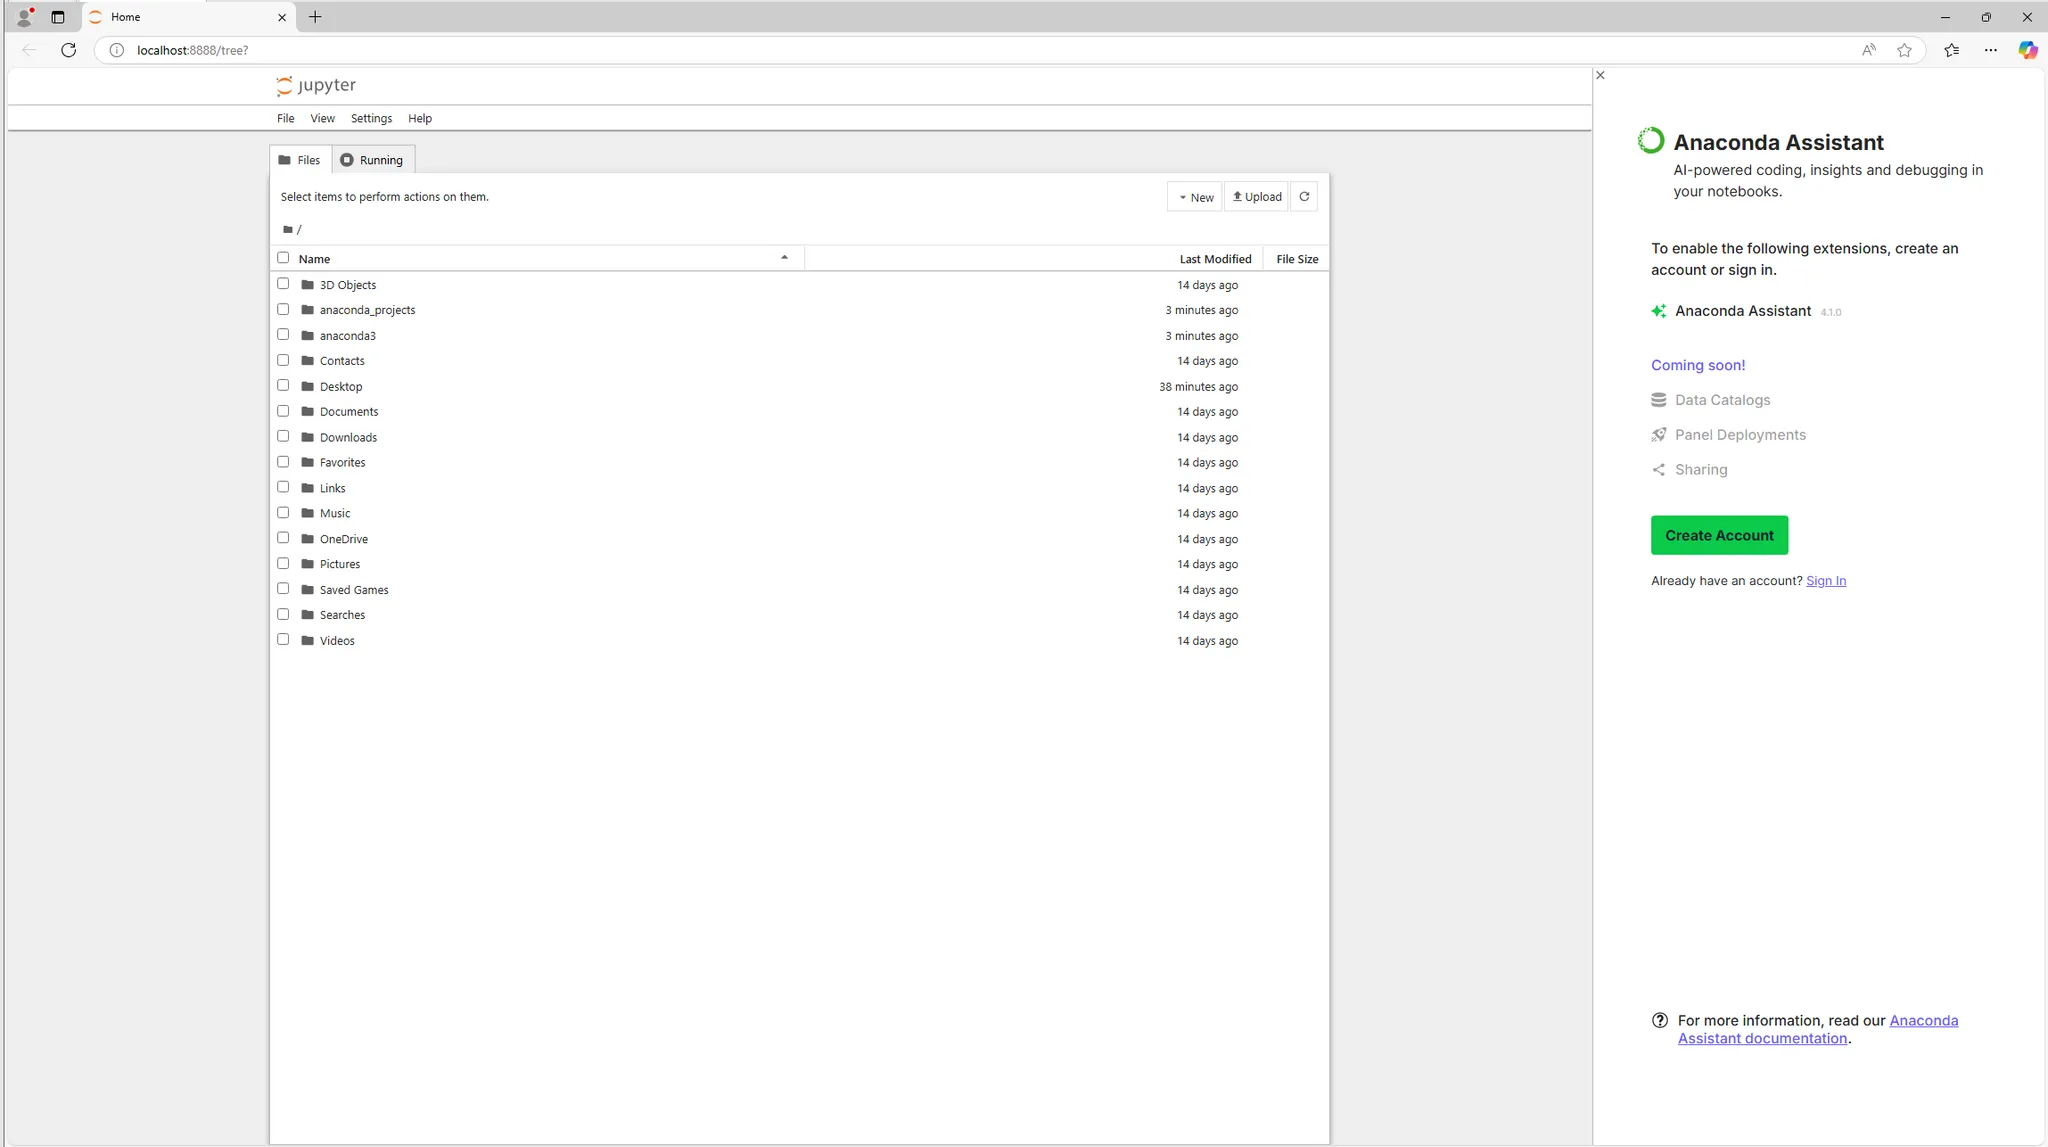 Home
localhost:8888/tree?
jupyter
File View Settings Help
Files Running
Select items to perform actions on them.
New Upload
/
Name Last Modified File Size
3D Objects 14 days ago
anaconda_projects 3 minutes ago
anaconda3 3 minutes ago
Contacts 14 days ago
Desktop 38 minutes ago
Documents 14 days ago
Downloads 14 days ago
Favorites 14 days ago
Links 14 days ago
Music 14 days ago
OneDrive 14 days ago
Pictures 14 days ago
Saved Games 14 days ago
Searches 14 days ago
Videos 14 days ago
Anaconda Assistant
AI-powered coding, insights and debugging in
your notebooks.
To enable the following extensions, create an
account or sign in.
Anaconda Assistant 4.1.0
Coming soon!
Data Catalogs
Panel Deployments
Sharing
Create Account
Already have an account? Sign In
For more information, read our Anaconda
Assistant documentation.